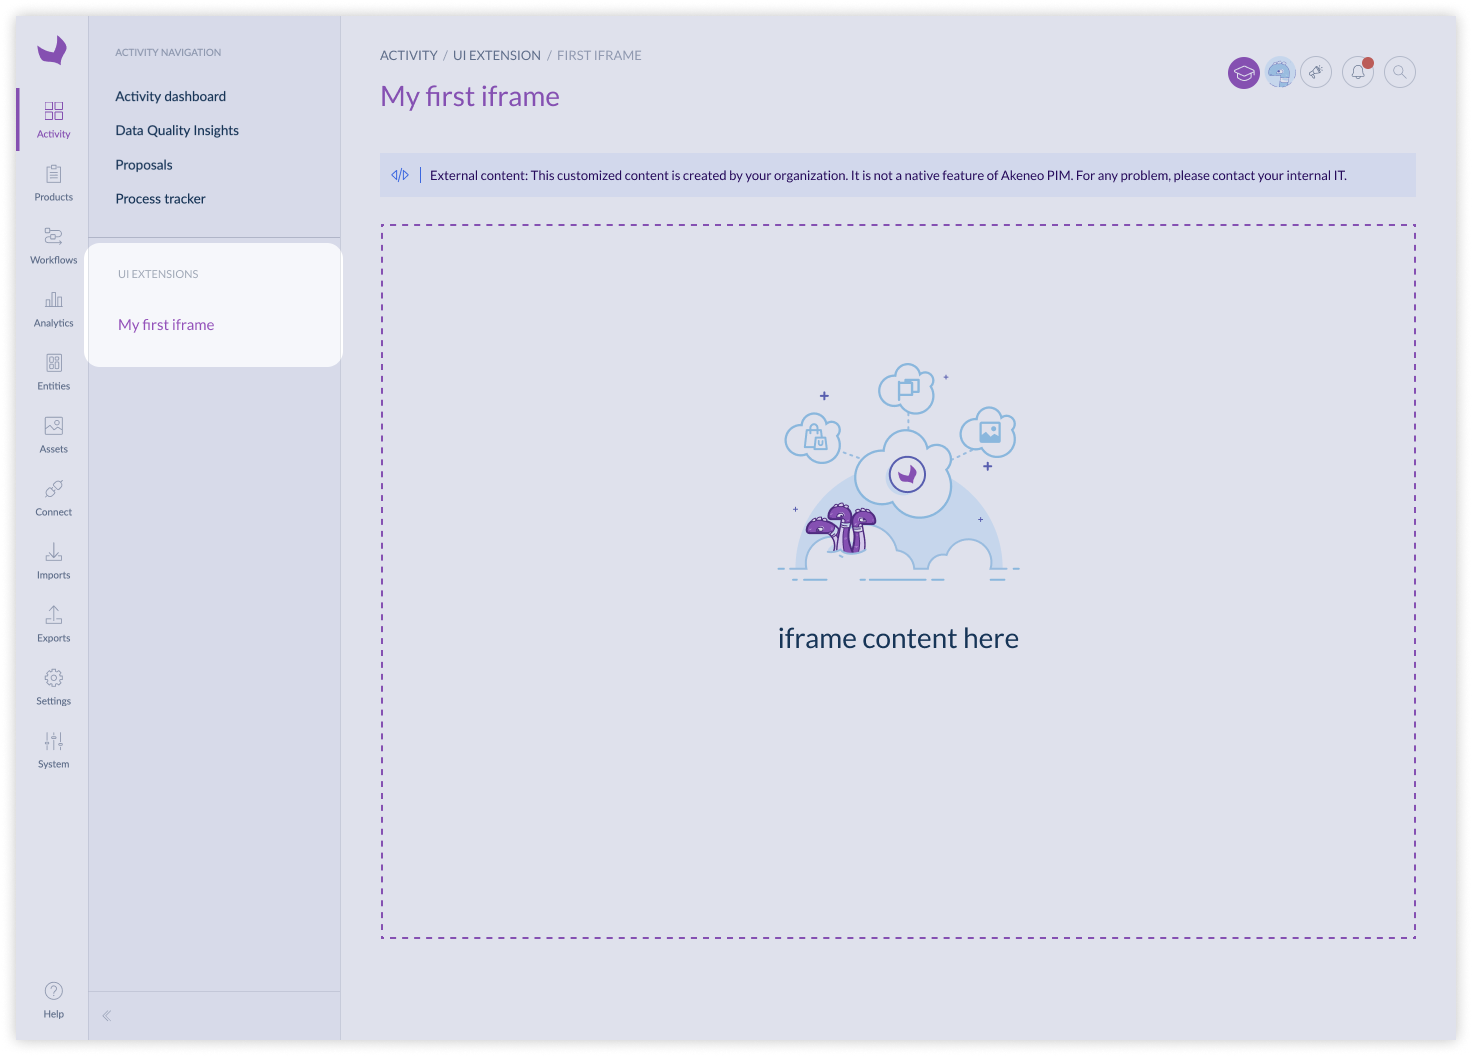 Activity
Products
Workflows
Analytics
Entities
Assets
Connect
Imports
Exports
Settings
System
Help
ACTIVITY NAVIGATION
Activity dashboard
Data Quality Insights
Proposals
Process tracker
UI EXTENSIONS
My first iframe
ACTIVITY / UI EXTENSION / FIRST IFRAME
My first iframe
External content: This customized content is created by your organization. It is not a native feature of Akeneo PIM. For any problem, please contact your internal IT.
iframe content here